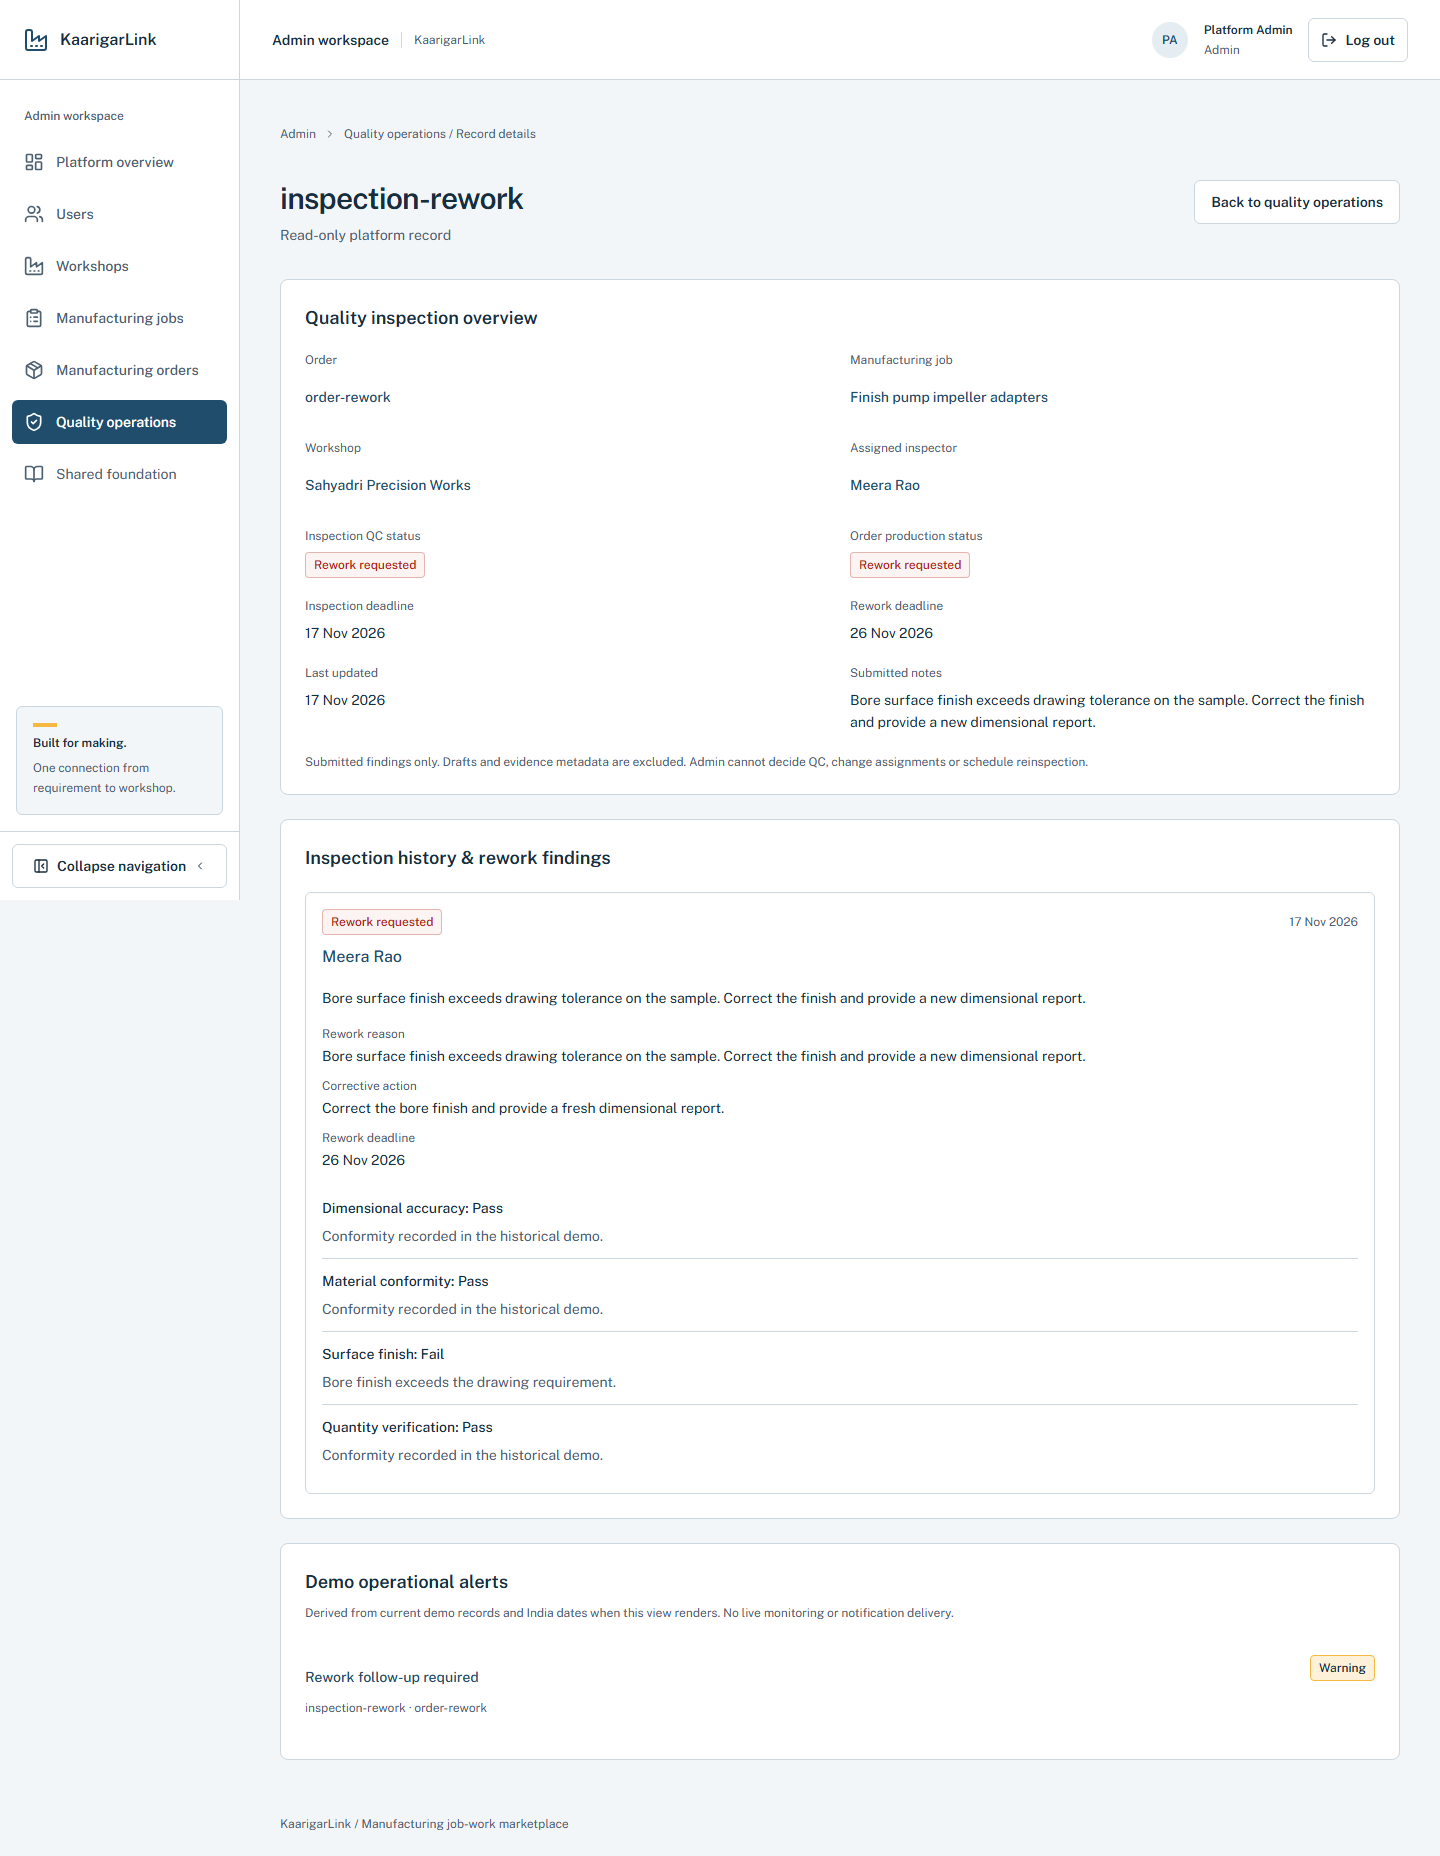 KaarigarLink
Admin workspace
KaarigarLink
PA
Platform Admin
Admin
Log out
Admin workspace
Platform overview
Users
Workshops
Manufacturing jobs
Manufacturing orders
Quality operations
Shared foundation
Built for making.
One connection from
requirement to workshop.
Collapse navigation
Admin
Quality operations / Record details
inspection-rework
Read-only platform record
Back to quality operations
Quality inspection overview
Order
order-rework
Manufacturing job
Finish pump impeller adapters
Workshop
Sahyadri Precision Works
Assigned inspector
Meera Rao
Inspection QC status
Rework requested
Order production status
Rework requested
Inspection deadline
17 Nov 2026
Rework deadline
26 Nov 2026
Last updated
17 Nov 2026
Submitted notes
Bore surface finish exceeds drawing tolerance on the sample. Correct the finish
and provide a new dimensional report.
Submitted findings only. Drafts and evidence metadata are excluded. Admin cannot decide QC, change assignments or schedule reinspection.
Inspection history & rework findings
Rework requested
17 Nov 2026
Meera Rao
Bore surface finish exceeds drawing tolerance on the sample. Correct the finish and provide a new dimensional report.
Rework reason
Bore surface finish exceeds drawing tolerance on the sample. Correct the finish and provide a new dimensional report.
Corrective action
Correct the bore finish and provide a fresh dimensional report.
Rework deadline
26 Nov 2026
Dimensional accuracy: Pass
Conformity recorded in the historical demo.
Material conformity: Pass
Conformity recorded in the historical demo.
Surface finish: Fail
Bore finish exceeds the drawing requirement.
Quantity verification: Pass
Conformity recorded in the historical demo.
Demo operational alerts
Derived from current demo records and India dates when this view renders. No live monitoring or notification delivery.
Rework follow-up required
Warning
inspection-rework · order-rework
KaarigarLink / Manufacturing job-work marketplace